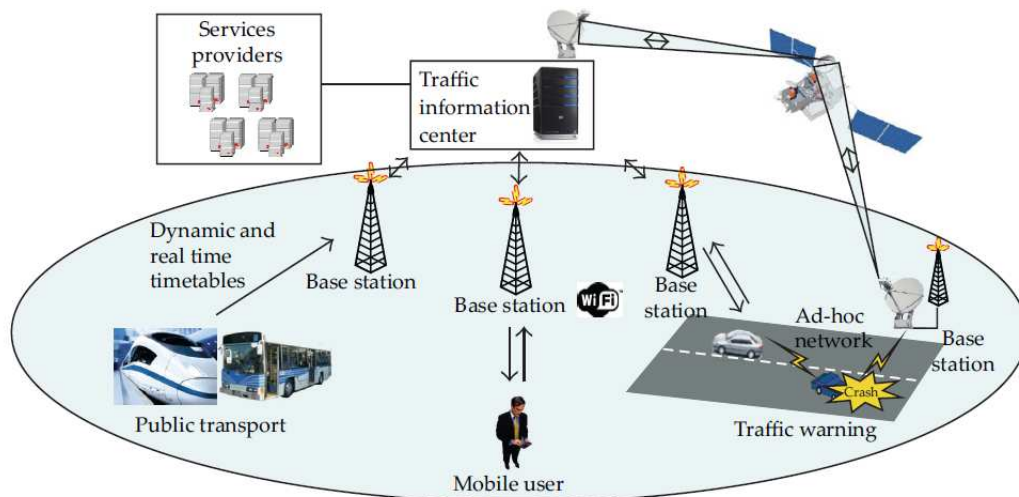 Services
providers
Traffic
information
center
Dynamic and
real time
timetables
Base station
Base station
WiFi
Base
station
Ad-hoc
network
Base
station
Crash
Public transport
Traffic warning
Mobile user